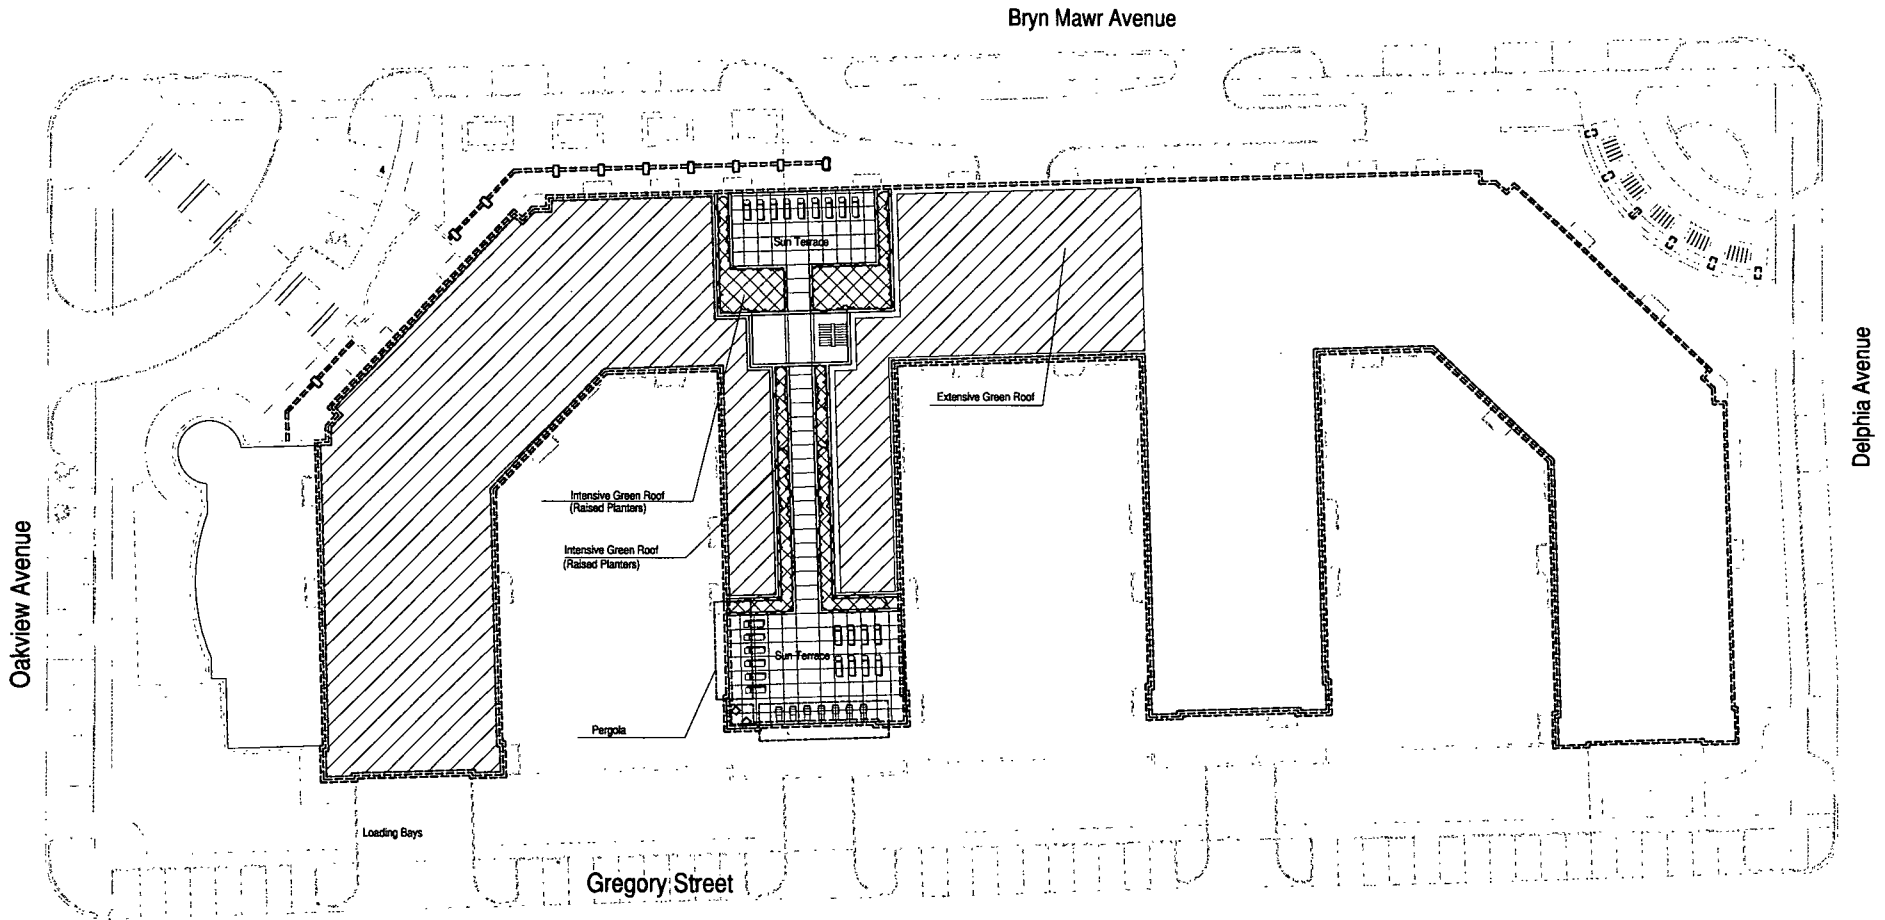 Bryn Mawr Avenue
Sun Terrace
Delphia Avenue
Extensive Green Roof
Intensive Green Roof
(Raised Planters)
Intensive Green Roof
(Raised Planters)
Oakview Avenue
Sun Terrace
Pergola
Loading Bays
Gregory Street